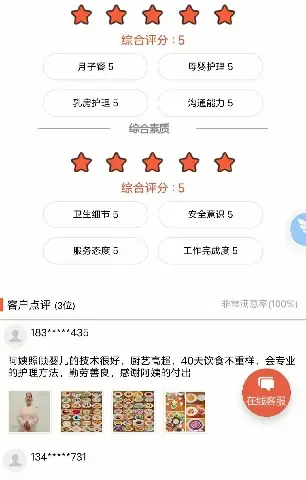 综合评分：5
月子餐 5
母婴护理 5
乳房护理 5
沟通能力 5
综合素质
综合评分：5
卫生细节 5
安全意识 5
服务态度 5
工作完成度 5
客户点评 (3位)
非常满意率(100%)
183*****435
阿姨照顾婴儿的技术很好，厨艺高超，40天饮食不重样，会专业
的护理方法，勤劳善良，感谢阿姨的付出
在线客服
134*****731